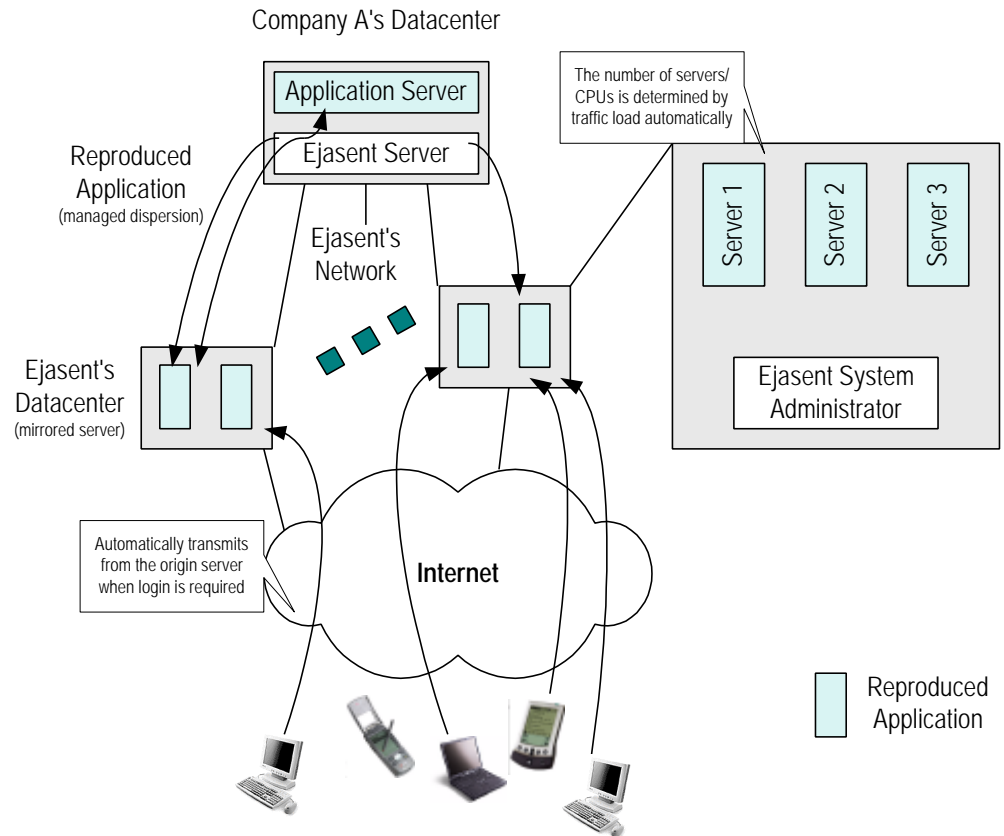 Company A's Datacenter
Application Server
Ejasent Server
The number of servers/
CPUs is determined by
traffic load automatically
Reproduced
Application
(managed dispersion)
Ejasent's
Network
Server 1
Server 2
Server 3
Ejasent System
Administrator
Ejasent's
Datacenter
(mirrored server)
Automatically transmits
from the origin server
when login is required
Internet
Reproduced
Application